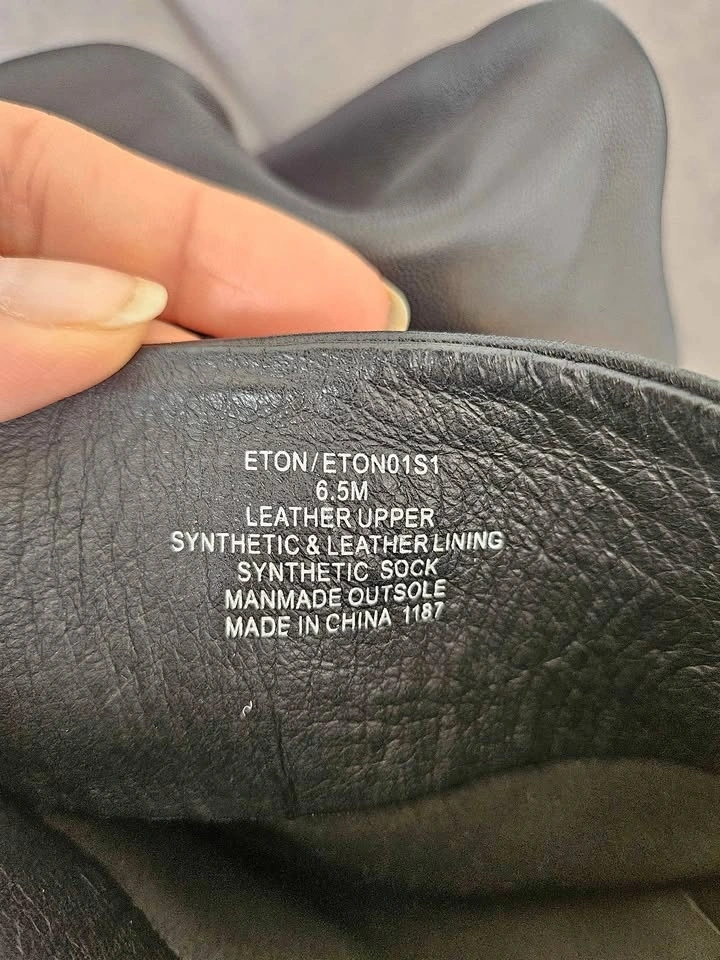 ETON/ETON01S1
6.5M
LEATHER UPPER
SYNTHETIC & LEATHER LINING
SYNTHETIC SOCK
MANMADE OUTSOLE
MADE IN CHINA 1187